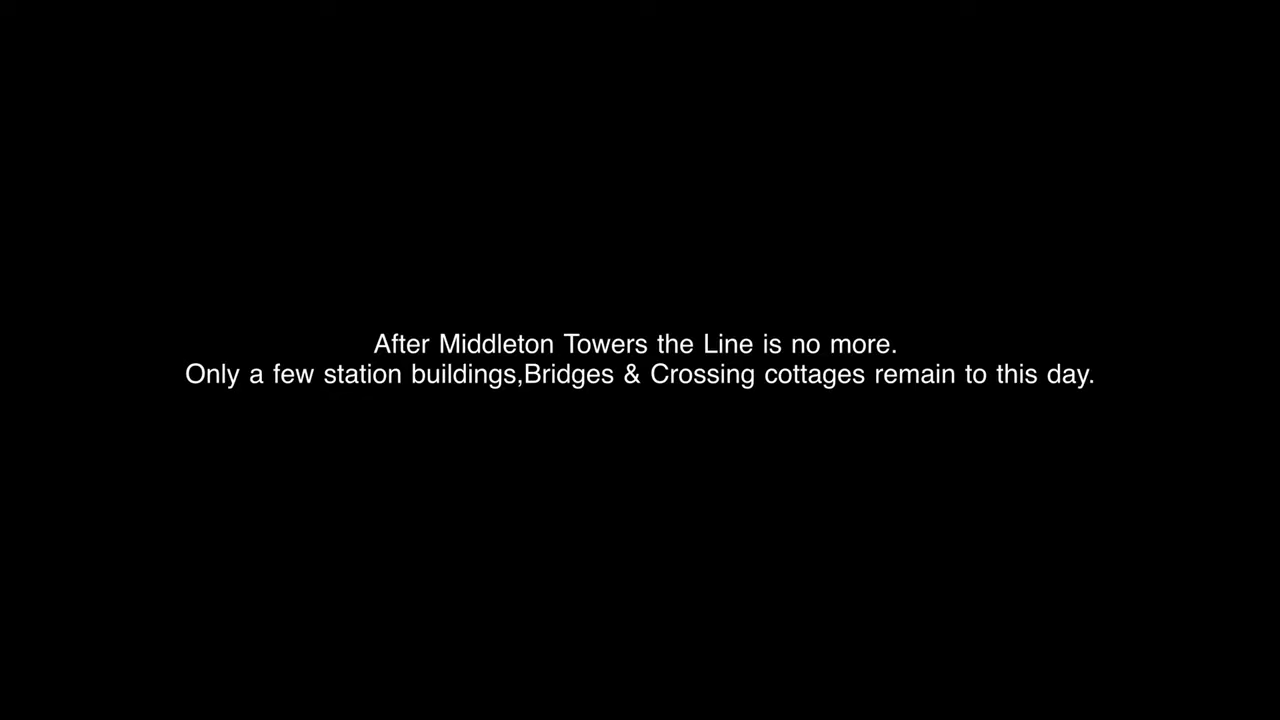 After Middleton Towers the Line is no more.
Only a few station buildings,Bridges & Crossing cottages remain to this day.